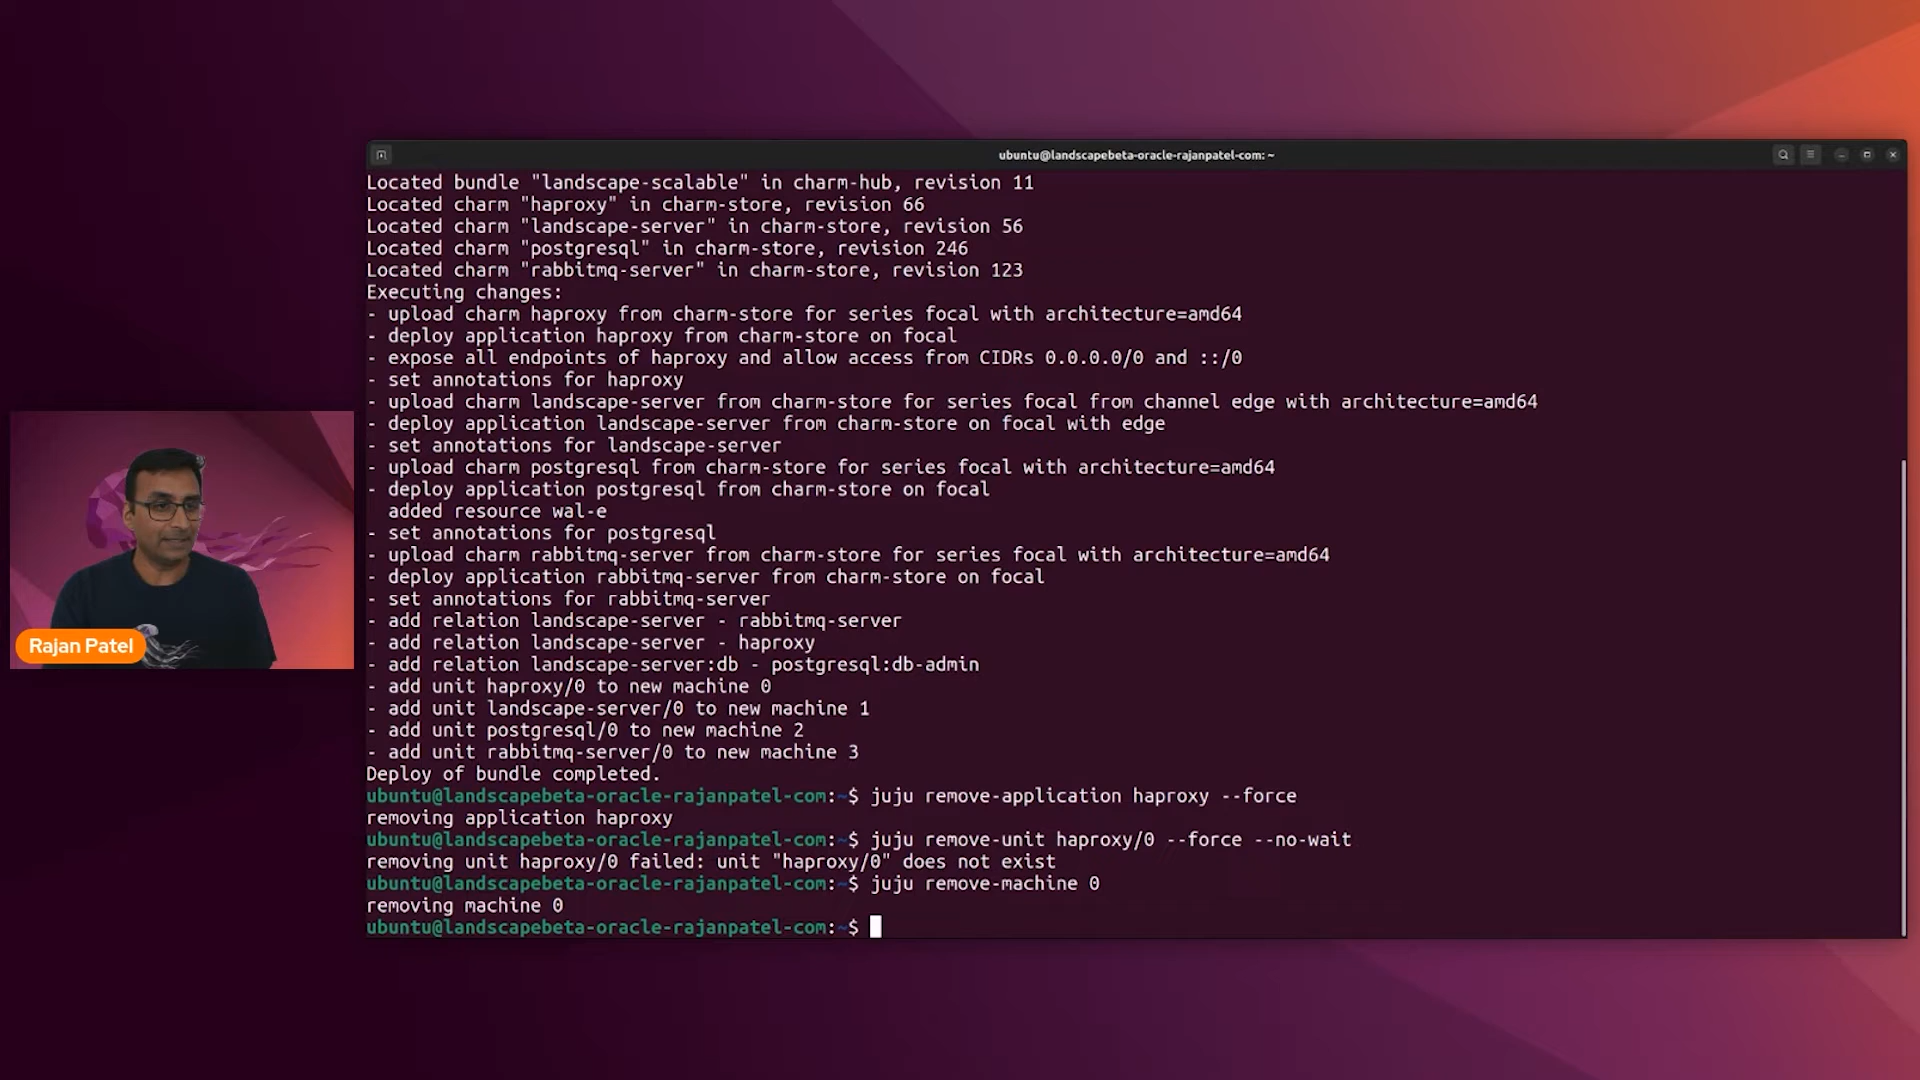 ubuntu@landscapebeta-oracle-rajanpatel-com: ~
Located bundle "landscape-scalable" in charm-hub, revision 11
Located charm "haproxy" in charm-store, revision 66
Located charm "landscape-server" in charm-store, revision 56
Located charm "postgresql" in charm-store, revision 246
Located charm "rabbitmq-server" in charm-store, revision 123
Executing changes:
- upload charm haproxy from charm-store for series focal with architecture=amd64
- deploy application haproxy from charm-store on focal
- expose all endpoints of haproxy and allow access from CIDRs 0.0.0.0/0 and ::/0
- set annotations for haproxy
- upload charm landscape-server from charm-store for series focal from channel edge with architecture=amd64
- deploy application landscape-server from charm-store on focal with edge
- set annotations for landscape-server
- upload charm postgresql from charm-store for series focal with architecture=amd64
- deploy application postgresql from charm-store on focal
  added resource wal-e
- set annotations for postgresql
- upload charm rabbitmq-server from charm-store for series focal with architecture=amd64
- deploy application rabbitmq-server from charm-store on focal
- set annotations for rabbitmq-server
- add relation landscape-server - rabbitmq-server
- add relation landscape-server - haproxy
- add relation landscape-server:db - postgresql:db-admin
- add unit haproxy/0 to new machine 0
- add unit landscape-server/0 to new machine 1
- add unit postgresql/0 to new machine 2
- add unit rabbitmq-server/0 to new machine 3
Deploy of bundle completed.
ubuntu@landscapebeta-oracle-rajanpatel-com:~$ juju remove-application haproxy --force
removing application haproxy
ubuntu@landscapebeta-oracle-rajanpatel-com:~$ juju remove-unit haproxy/0 --force --no-wait
removing unit haproxy/0 failed: unit "haproxy/0" does not exist
ubuntu@landscapebeta-oracle-rajanpatel-com:~$ juju remove-machine 0
removing machine 0
ubuntu@landscapebeta-oracle-rajanpatel-com:~$
Rajan Patel